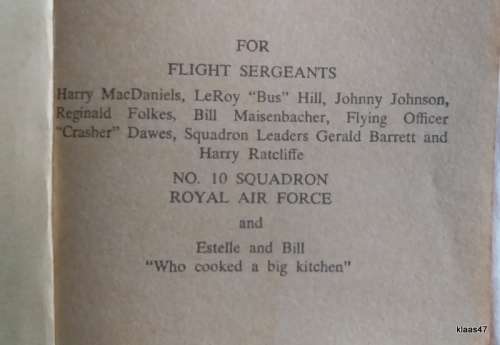 FOR
FLIGHT SERGEANTS
Harry MacDaniels, LeRoy "Bus" Hill, Johnny Johnson,
Reginald Folkes, Bill Maisenbacher, Flying Officer
"Crasher" Dawes, Squadron Leaders Gerald Barrett and
Harry Ratcliffe
NO. 10 SQUADRON
ROYAL AIR FORCE
and
Estelle and Bill
"Who cooked a big kitchen"
klaas47